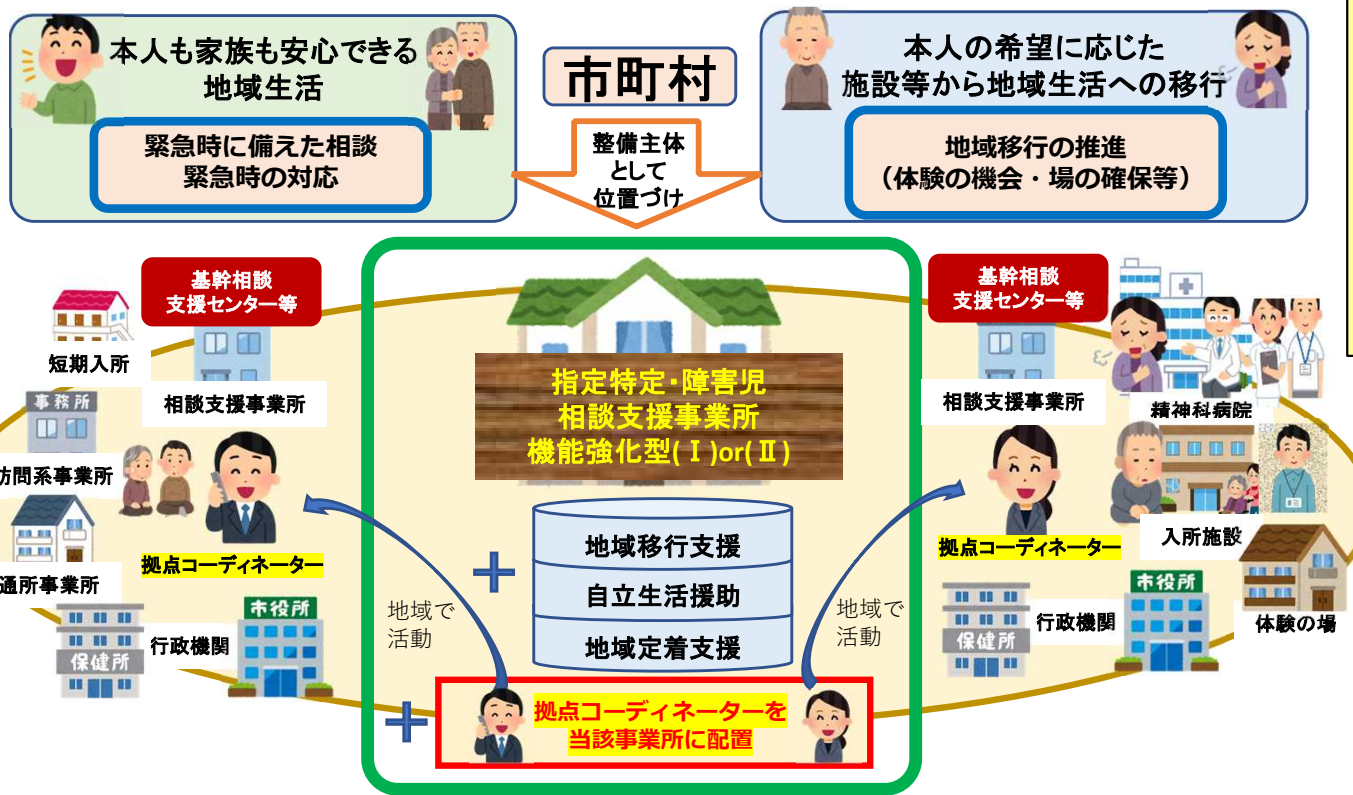 本人も家族も安心できる
地域生活
緊急時に備えた相談
緊急時の対応
市町村
整備主体
として
位置づけ
本人の希望に応じた
施設等から地域生活への移行
地域移行の推進
（体験の機会・場の確保等）
基幹相談
支援センター等
短期入所
相談支援事業所
事務所
訪問系事業所
拠点コーディネーター
通所事業所
保健所
行政機関
市役所
指定特定・障害児
相談支援事業所
機能強化型(Ⅰ)or(Ⅱ)
＋
地域移行支援
自立生活援助
地域定着支援
地域で
活動
地域で
活動
＋
拠点コーディネーターを
当該事業所に配置
基幹相談
支援センター等
相談支援事業所
精神科病院
拠点コーディネーター
入所施設
体験の場
保健所
行政機関
市役所